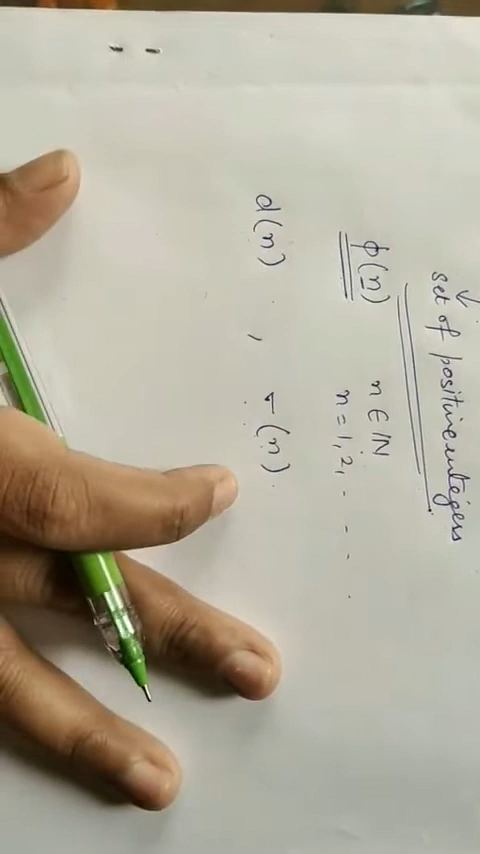 ↓
set of positive integers
n ∈ ℕ
ϕ(n) n = 1, 2, - - - .
d(n) , σ(n).